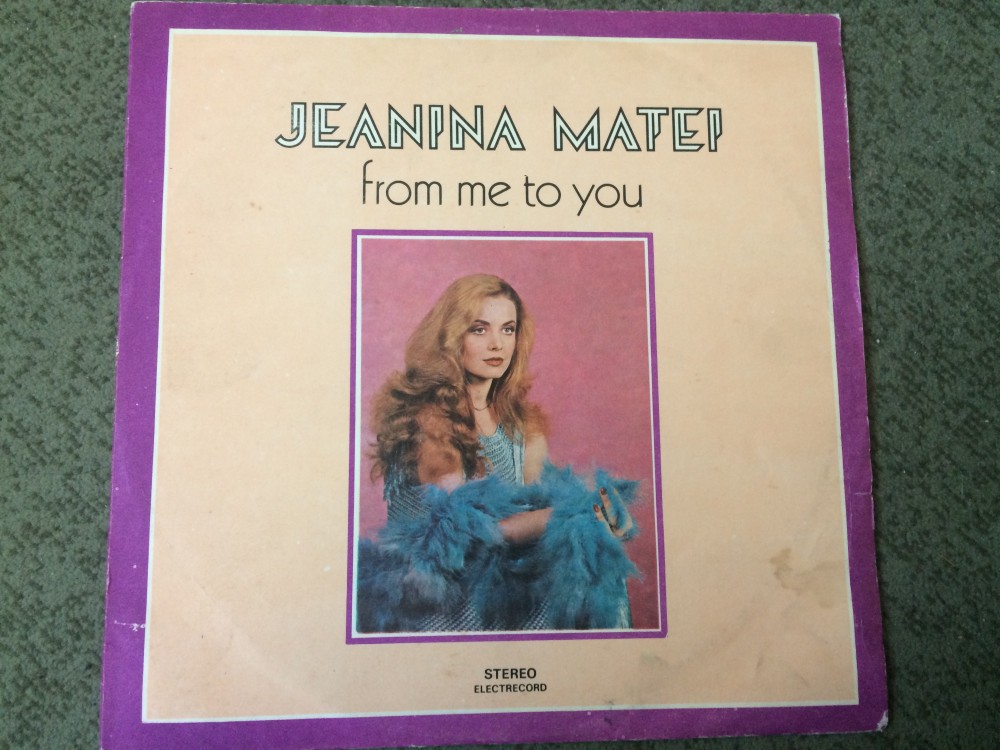 JEANINA MATEI
from me to you
STEREO
ELECTRECORD